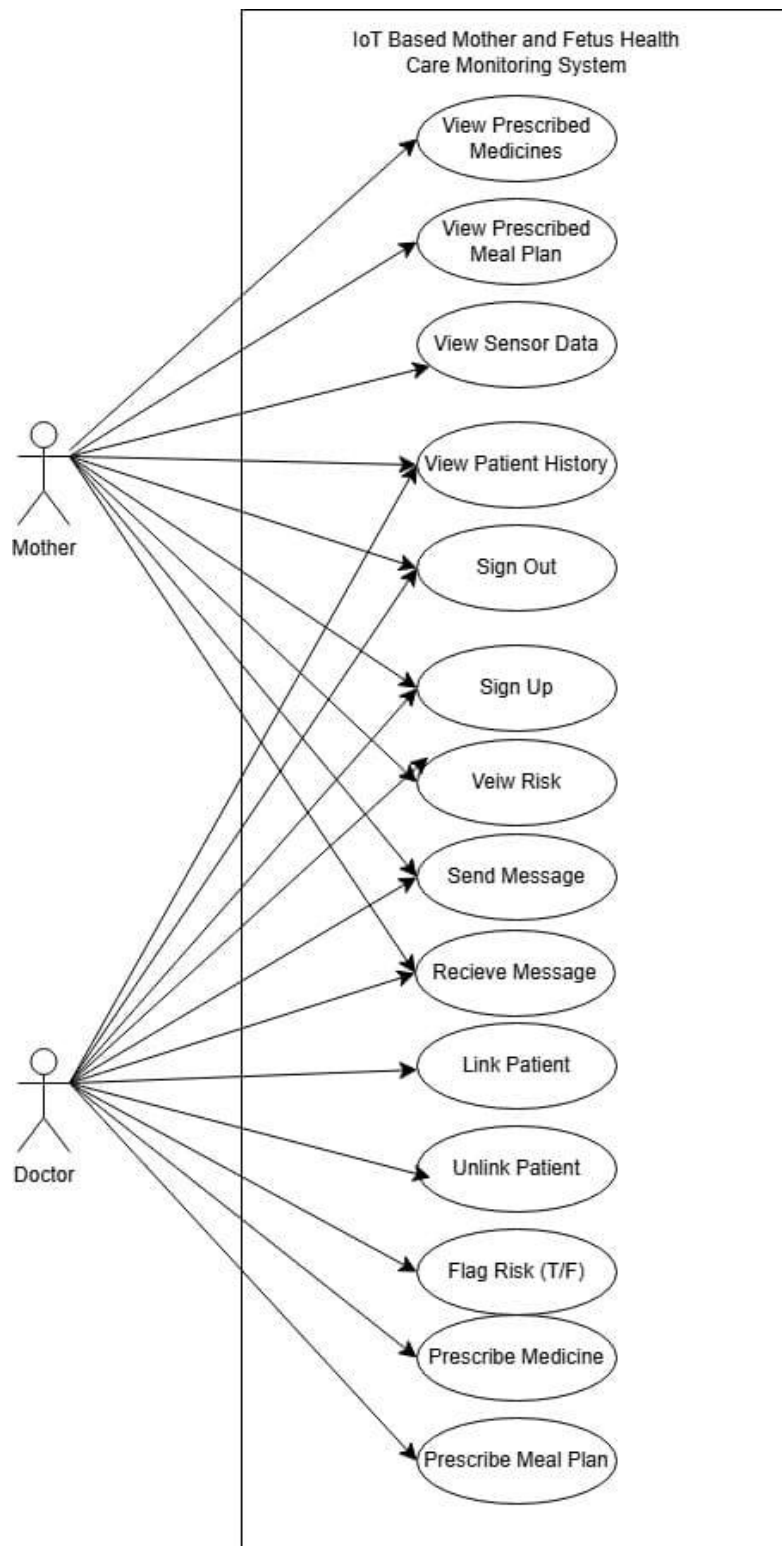 IoT Based Mother and Fetus Health
Care Monitoring System
View Prescribed
Medicines
View Prescribed
Meal Plan
View Sensor Data
View Patient History
Mother
Sign Out
Sign Up
Veiw Risk
Send Message
Recieve Message
Link Patient
Doctor
Unlink Patient
Flag Risk (T/F)
Prescribe Medicine
Prescribe Meal Plan